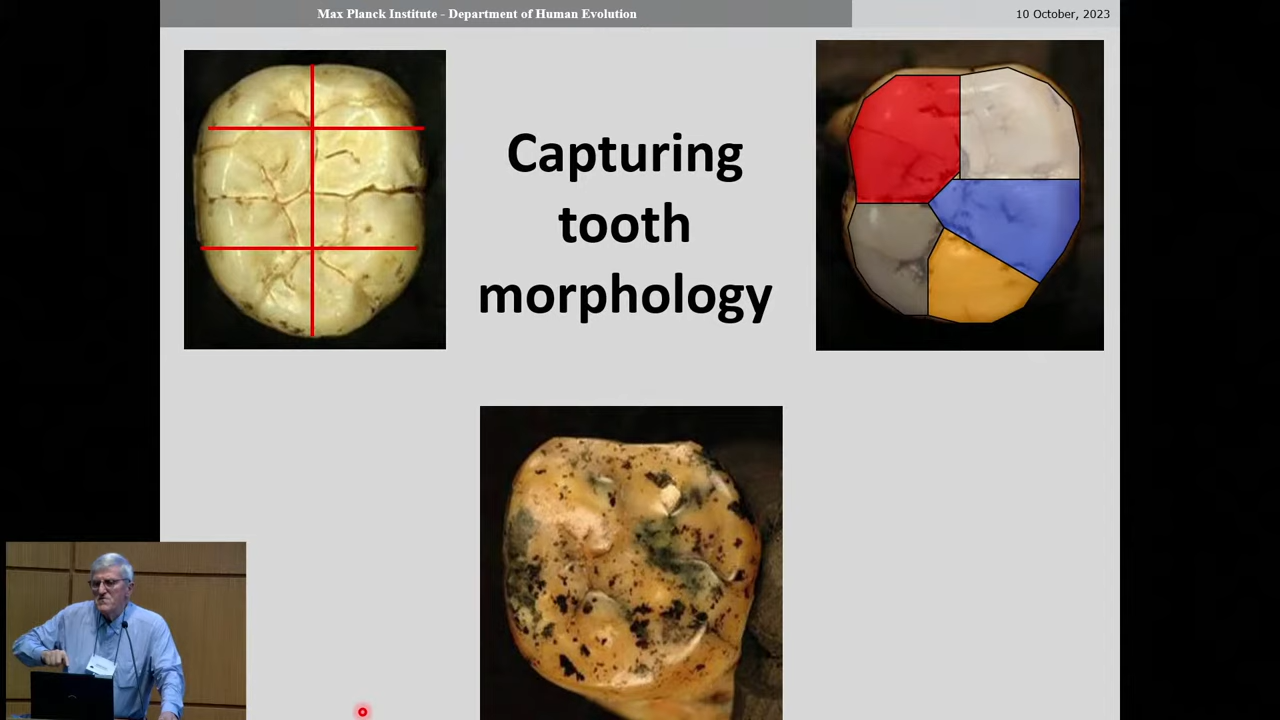 Max Planck Institute - Department of Human Evolution
10 October, 2023
Capturing
tooth
morphology